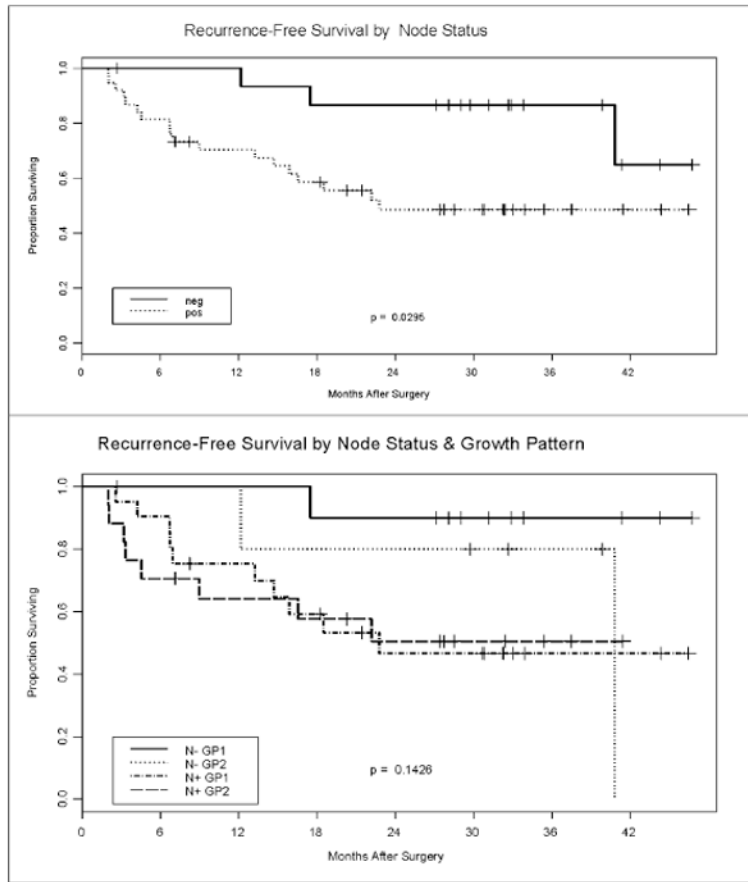 Recurrence-Free Survival by Node Status
Proportion Surviving
1.0
0.8
0.6
0.4
0.2
0.0
neg
pos
p = 0.0295
0 6 12 18 24 30 36 42
Months After Surgery
Recurrence-Free Survival by Node Status & Growth Pattern
Proportion Surviving
1.0
0.8
0.6
0.4
0.2
0.0
N- GP1
N- GP2
N+ GP1
N+ GP2
p = 0.1426
0 6 12 18 24 30 36 42
Months After Surgery